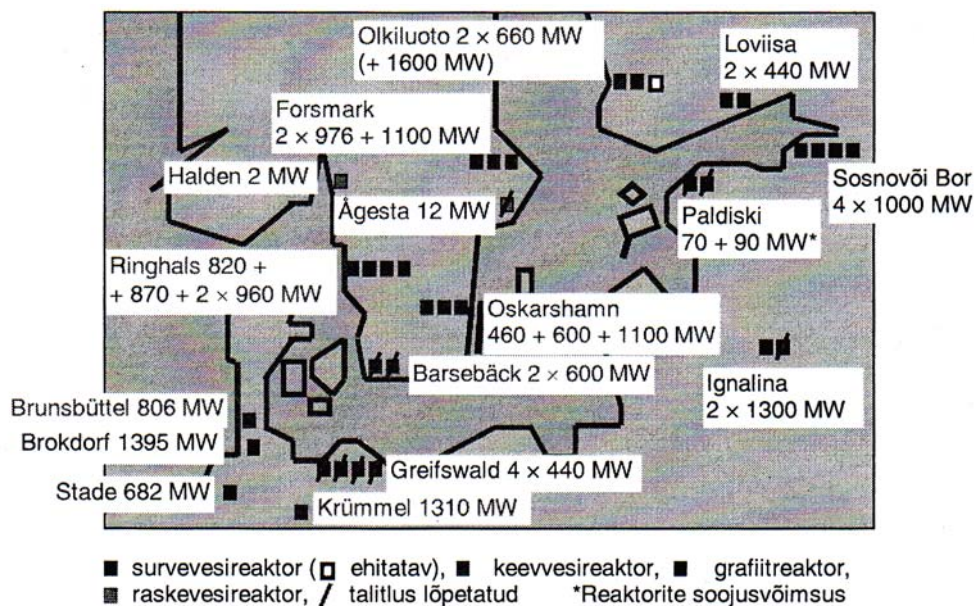 Olkiluoto 2 × 660 MW
(+ 1600 MW)
Loviisa
2 × 440 MW
Forsmark
2 × 976 + 1100 MW
Halden 2 MW
Sosnovõi Bor
4 × 1000 MW
Ågesta 12 MW
Paldiski
70 + 90 MW*
Ringhals 820 +
+ 870 + 2 × 960 MW
Oskarshamn
460 + 600 + 1100 MW
Barsebäck 2 × 600 MW
Ignalina
2 × 1300 MW
Brunsbüttel 806 MW
Brokdorf 1395 MW
Greifswald 4 × 440 MW
Stade 682 MW
Krümmel 1310 MW
survevesireaktor ( ehitatav), keevvesireaktor, grafiitreaktor,
raskevesireaktor, talitlus lõpetatud *Reaktorite soojusvõimsus